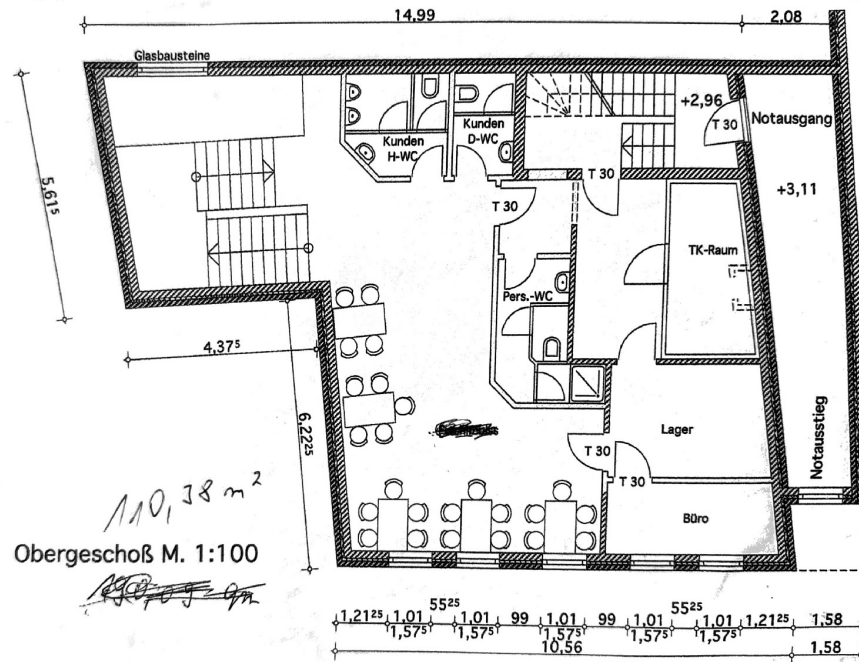 14,99
2,08
Glasbausteine
+2,96
T 30
Notausgang
Kunden
H-WC
Kunden
D-WC
5,61⁵
T 30
T 30
+3,11
TK-Raum
Pers.-WC
4,37⁵
6,22²⁵
T 30
Lager
Notausstieg
T 30
Büro
110,38 m²
Obergeschoß M. 1:100
1,21²⁵ 1,01 55²⁵ 1,01 99 1,01 99 1,01 55²⁵ 1,01 1,21²⁵ 1,58
1,57⁵ 1,57⁵ 1,57⁵ 1,57⁵ 1,57⁵
10,56 1,58